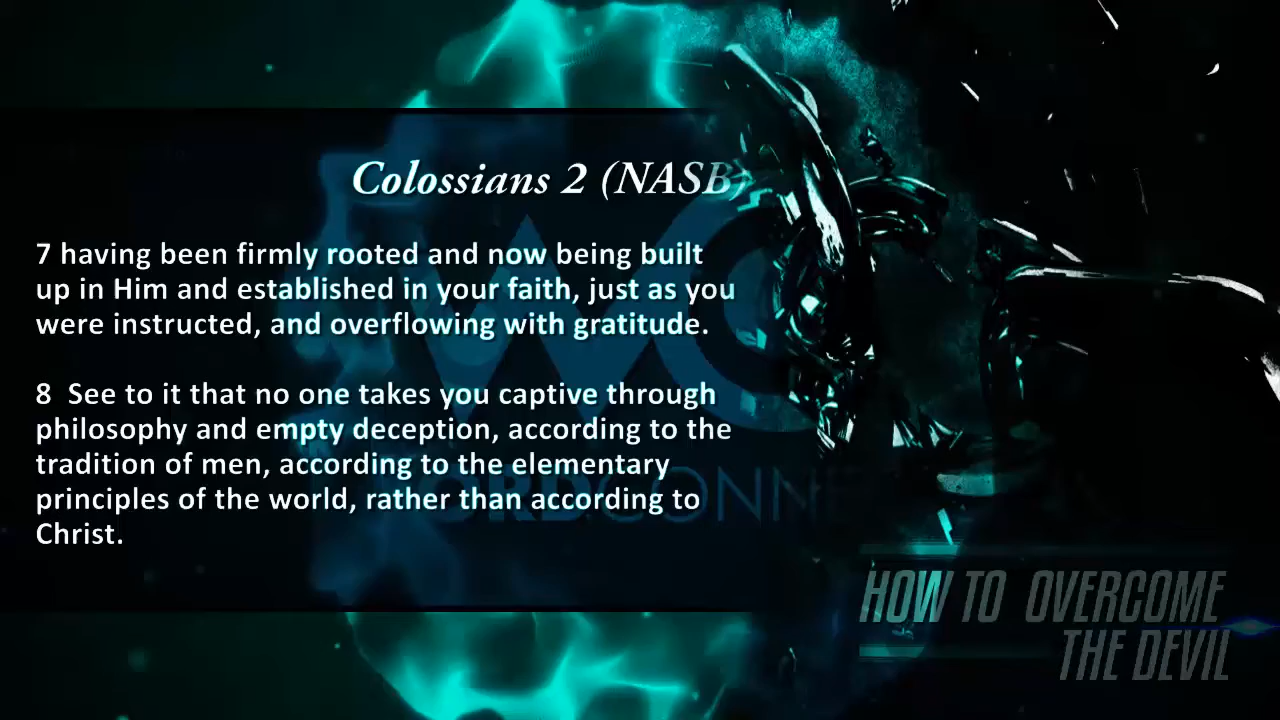 Colossians 2 (NASB)
7 having been firmly rooted and now being built
up in Him and established in your faith, just as you
were instructed, and overflowing with gratitude.
8  See to it that no one takes you captive through
philosophy and empty deception, according to the
tradition of men, according to the elementary
principles of the world, rather than according to
Christ.
HOW TO OVERCOME
THE DEVIL